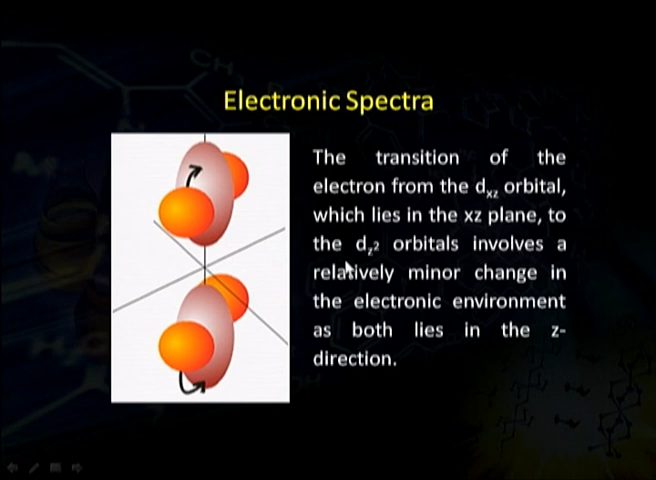 Electronic Spectra
The transition of the
electron from the dxz orbital,
which lies in the xz plane, to
the dz² orbitals involves a
relatively minor change in
the electronic environment
as both lies in the z-
direction.